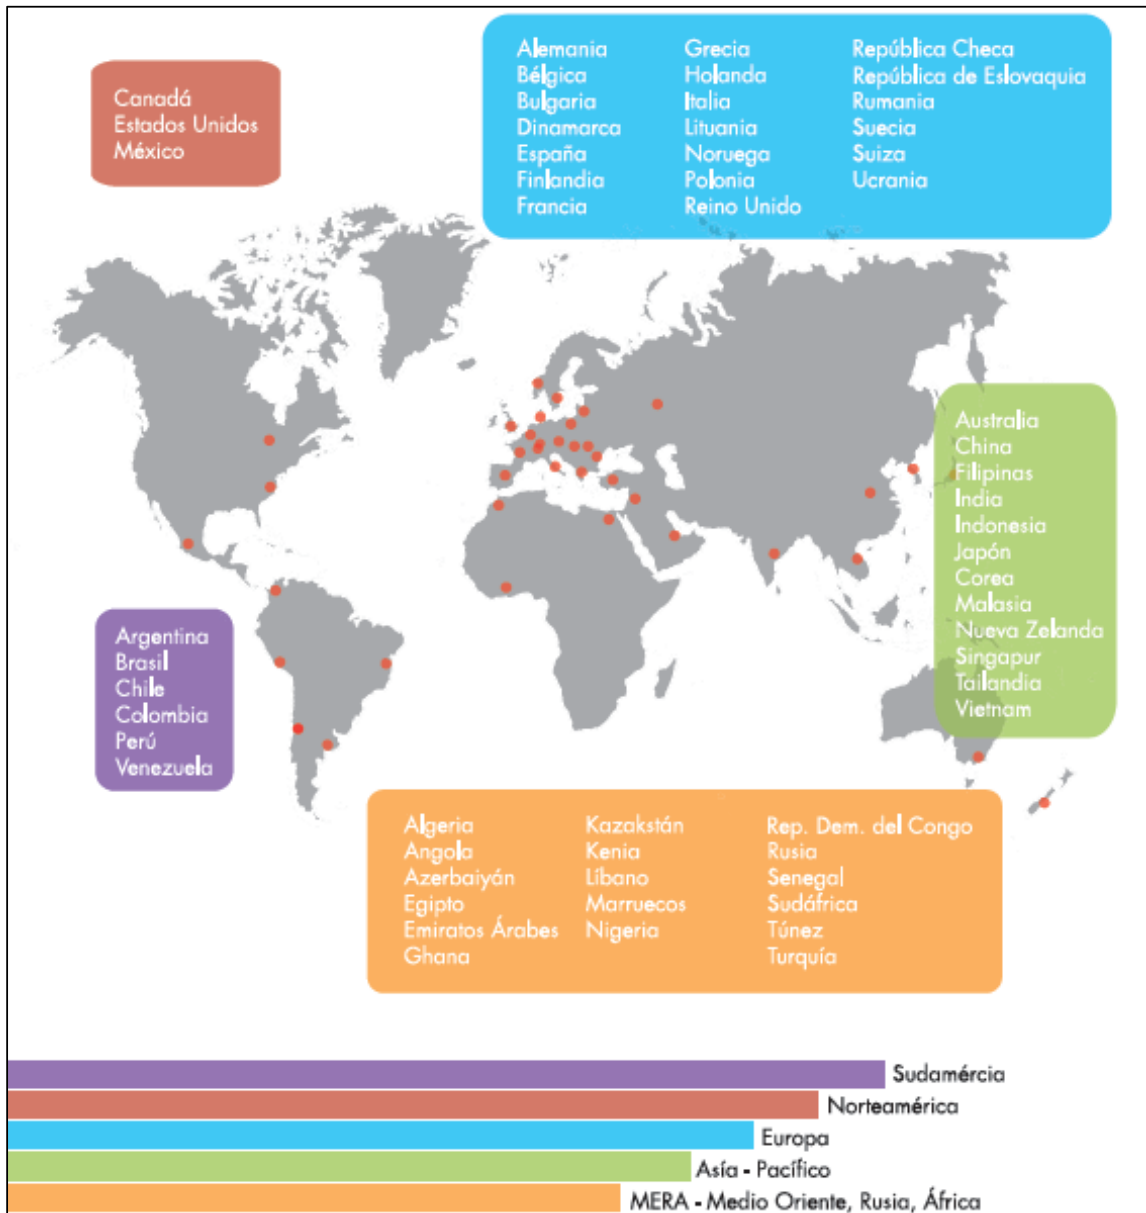 Canadá
Estados Unidos
México
Alemania
Bélgica
Bulgaria
Dinamarca
España
Finlandia
Francia
Grecia
Holanda
Italia
Lituania
Noruega
Polonia
Reino Unido
República Checa
República de Eslovaquia
Rumania
Suecia
Suiza
Ucrania
Australia
China
Filipinas
India
Indonesia
Japón
Corea
Malasia
Nueva Zelanda
Singapur
Tailandia
Vietnam
Argentina
Brasil
Chile
Colombia
Perú
Venezuela
Algeria
Angola
Azerbaiyán
Egipto
Emiratos Árabes
Ghana
Kazakstán
Kenia
Líbano
Marruecos
Nigeria
Rep. Dem. del Congo
Rusia
Senegal
Sudáfrica
Túnez
Turquía
Sudamércia
Norteamérica
Europa
Asía - Pacífico
MERA - Medio Oriente, Rusia, África